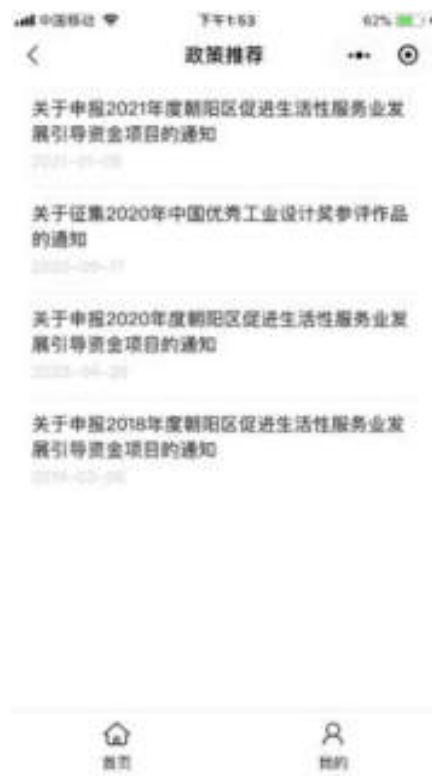 中国移动 下午1:53 62%
政策推荐
关于申报2021年度朝阳区促进生活性服务业发
展引导资金项目的通知
关于征集2020年中国优秀工业设计奖参评作品
的通知
关于申报2020年度朝阳区促进生活性服务业发
展引导资金项目的通知
关于申报2018年度朝阳区促进生活性服务业发
展引导资金项目的通知
首页 我的